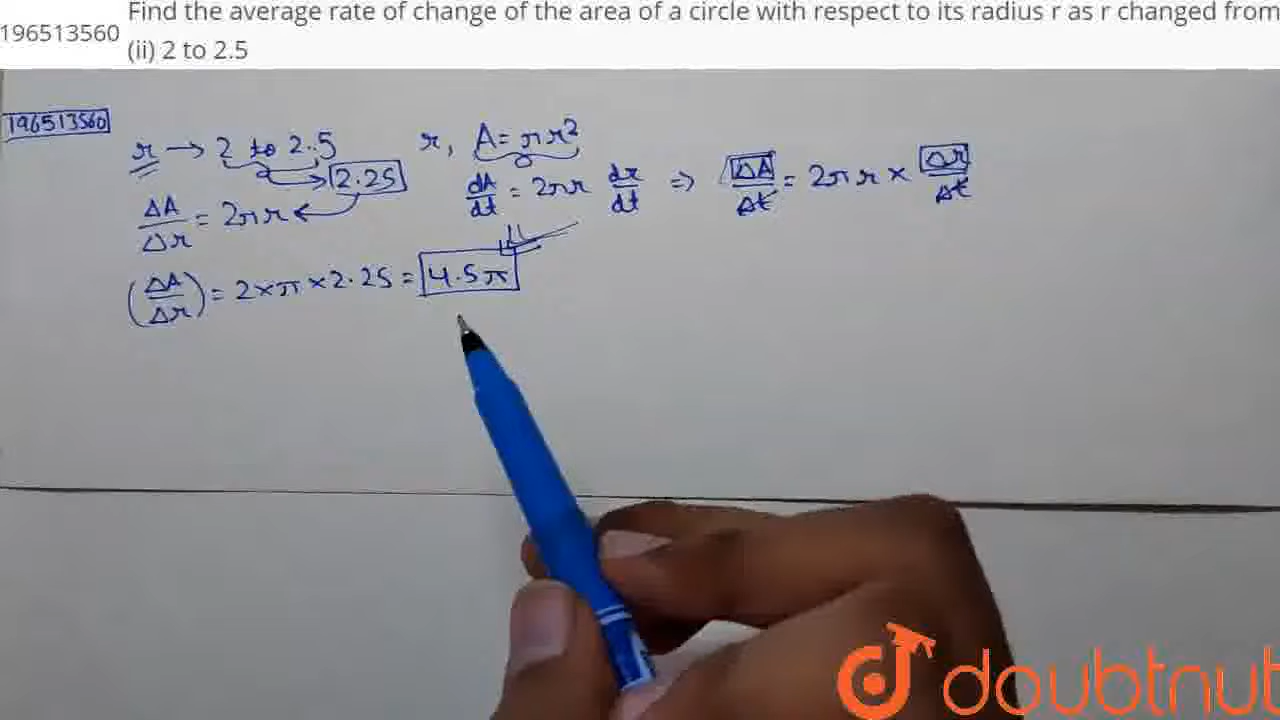 Find the average rate of change of the area of a circle with respect to its radius r as r changed from
196513560
(ii) 2 to 2.5
196513560
r → 2 to 2.5 r, A = πr²
2.25
ΔA/Δr = 2πr dA/dt = 2πr dr/dt ⇒ ΔA/Δt = 2πr × Δr/Δt
(ΔA/Δr) = 2×π×2.25 = 4.5π
doubtnut